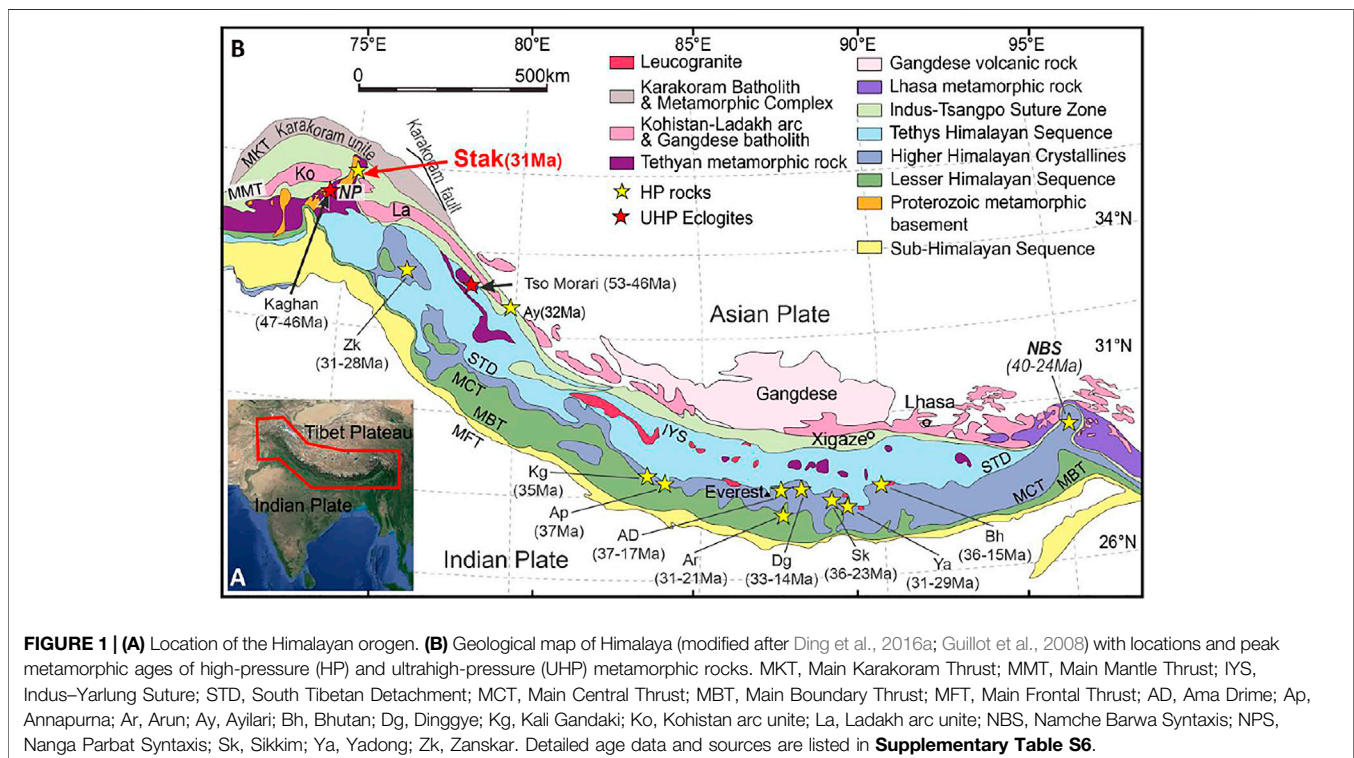 B
75°E
80°E
85°E
90°E
95°E
0
500km
Leucogranite
Karakoram Batholith
& Metamorphic Complex
Kohistan-Ladakh arc
& Gangdese batholith
Tethyan metamorphic rock
HP rocks
UHP Eclogites
Gangdese volcanic rock
Lhasa metamorphic rock
Indus-Tsangpo Suture Zone
Tethys Himalayan Sequence
Higher Himalayan Crystallines
Lesser Himalayan Sequence
Proterozoic metamorphic
basement
Sub-Himalayan Sequence
Karakoram unite
MKT
Karakoram fault
Stak(31Ma)
Ko
MMT
NP
La
34°N
Kaghan
(47-46Ma)
Tso Morari (53-46Ma)
Ay(32Ma)
Zk
(31-28Ma)
Asian Plate
31°N
NBS
(40-24Ma)
STD
MCT
MBT
MFT
Gangdese
Lhasa
Xigaze
IYS
STD
MCT
MBT
Tibet Plateau
Indian Plate
A
Kg
(35Ma)
Ap
(37Ma)
Everest
AD
(37-17Ma)
Ar
(31-21Ma)
Dg
(33-14Ma)
Sk
(36-23Ma)
Ya
(31-29Ma)
Bh
(36-15Ma)
26°N
Indian Plate
FIGURE 1 | (A) Location of the Himalayan orogen. (B) Geological map of Himalaya (modified after Ding et al., 2016a; Guillot et al., 2008) with locations and peak
metamorphic ages of high-pressure (HP) and ultrahigh-pressure (UHP) metamorphic rocks. MKT, Main Karakoram Thrust; MMT, Main Mantle Thrust; IYS,
Indus–Yarlung Suture; STD, South Tibetan Detachment; MCT, Main Central Thrust; MBT, Main Boundary Thrust; MFT, Main Frontal Thrust; AD, Ama Drime; Ap,
Annapurna; Ar, Arun; Ay, Ayilari; Bh, Bhutan; Dg, Dinggye; Kg, Kali Gandaki; Ko, Kohistan arc unite; La, Ladakh arc unite; NBS, Namche Barwa Syntaxis; NPS,
Nanga Parbat Syntaxis; Sk, Sikkim; Ya, Yadong; Zk, Zanskar. Detailed age data and sources are listed in Supplementary Table S6.